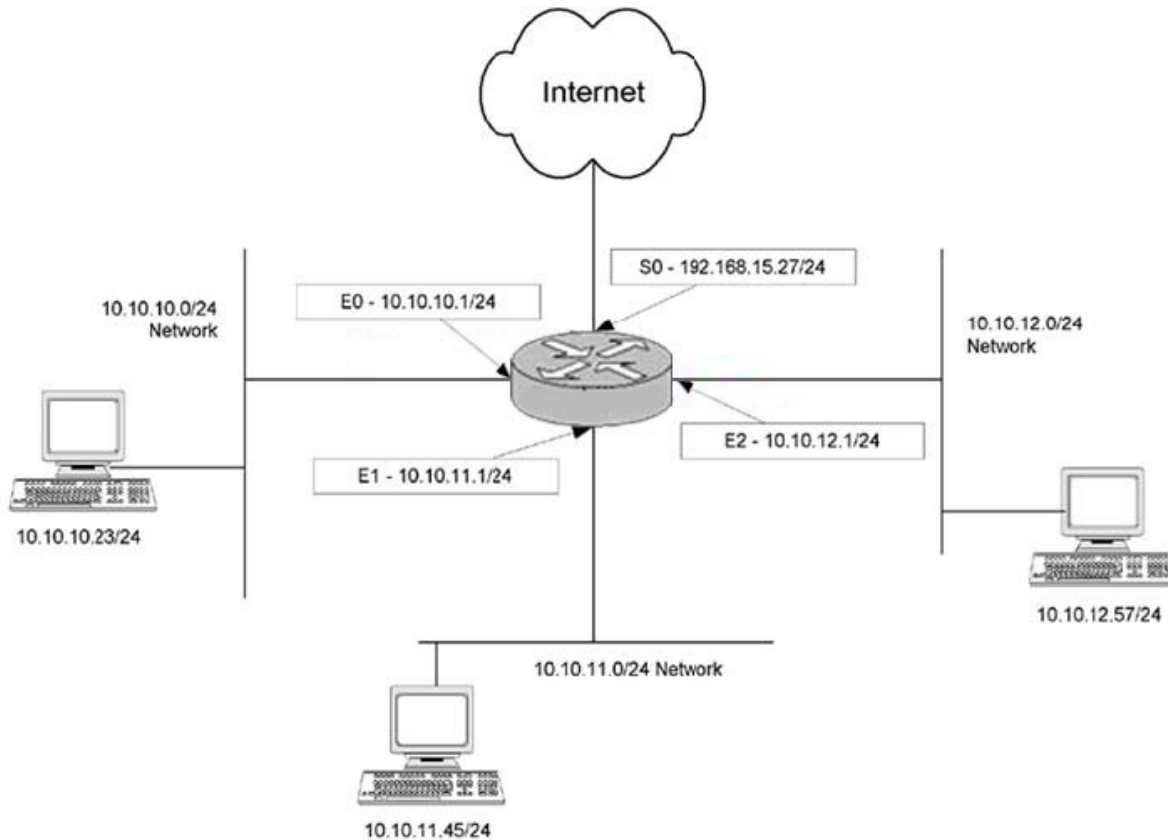 Internet
S0 - 192.168.15.27/24
E0 - 10.10.10.1/24
10.10.10.0/24
Network
10.10.12.0/24
Network
E2 - 10.10.12.1/24
E1 - 10.10.11.1/24
10.10.10.23/24
10.10.12.57/24
10.10.11.0/24 Network
10.10.11.45/24